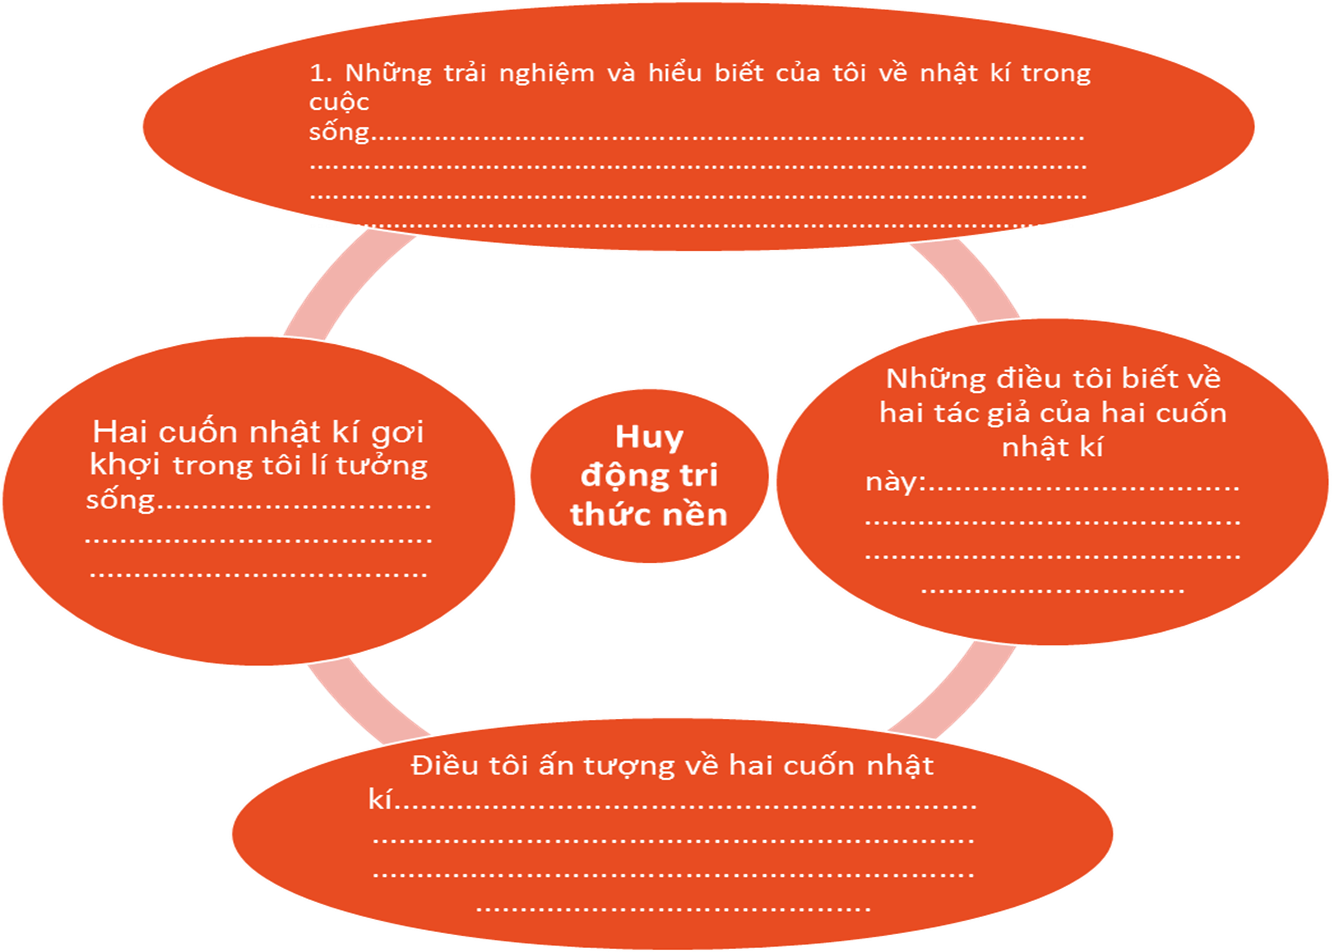 1. Những trải nghiệm và hiểu biết của tôi về nhật kí trong
cuộc
sống..............................................................................................
......................................................................................................
......................................................................................................
..........................................................................................
Hai cuốn nhật kí gơi
khợi trong tôi lí tưởng
sống...............................
.......................................
......................................
Huy
động tri
thức nền
Những điều tôi biết về
hai tác giả của hai cuốn
nhật kí
này:...................................
..........................................
..........................................
..............................
Điều tôi ấn tượng về hai cuốn nhật
kí.................................................................
...................................................................
...................................................................
............................................